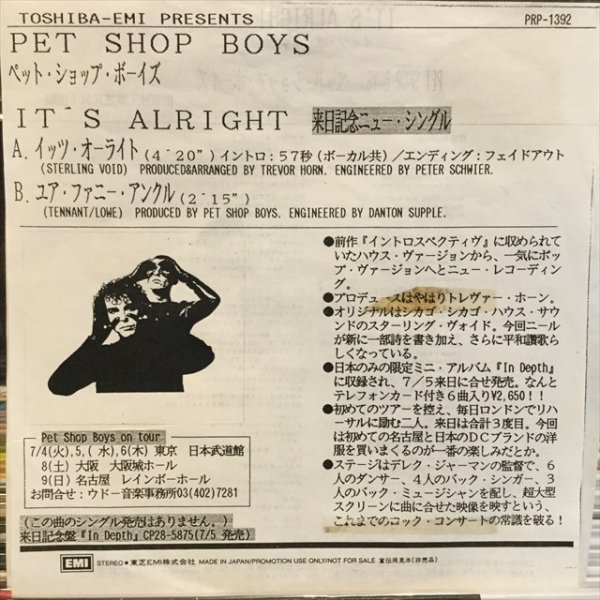 TOSHIBA-EMI PRESENTS PRP-1392
PET SHOP BOYS
ペット・ショップ・ボーイズ
IT´S ALRIGHT 来日記念ニュー・シングル
A. イッツ・オーライト(4´20”)イントロ:57秒(ボーカル共)/エンディング:フェイドアウト
(STERLING VOID) PRODUCED&ARRANGED BY TREVOR HORN. ENGINEERED BY PETER SCHWIER.
B. ユア・ファニー・アンクル(2´15”)
(TENNANT/LOWE) PRODUCED BY PET SHOP BOYS. ENGINEERED BY DANTON SUPPLE.
●前作『イントロスペクティヴ』に収められて
いたハウス・ヴァージョンから、一気にポッ
プ・ヴァージョンへとニュー・レコーディン
グ。
●プロデュースはやはりトレヴァー・ホーン。
●オリジナルはシカゴ・シカゴ・ハウス・サウ
ンドのスターリング・ヴォイド。今回ニール
が新に一部詩を書き加え、さらに平和讃歌ら
しくなっている。
●日本のみの限定ミニ・アルバム『In Depth』
に収録され、7/5来日に合せ発売。なんと
テレフォンカード付き6曲入り¥2,650!!
●初めてのツアーを控え、毎日ロンドンでリハ
ーサルに励む二人。来日は合計3度目。今回
は初めての名古屋と日本のDCブランドの洋
服を買いまくるのが一番の楽しみだとか。
●ステージはデレク・ジャーマンの監督で、6
人のダンサー、4人のバック・シンガー、3
人のバック・ミュージシャンを配し、超大型
スクリーンに曲に合せた映像を映すという、
これまでのロック・コンサートの常識を破る!
Pet Shop Boys on tour
7/4(火),5,(水),6(木) 東京 日本武道館
8(土) 大阪 大阪城ホール
9(日) 名古屋 レインボーホール
お問合せ:ウドー音楽事務所03(402)7281
(この曲のシングル発売はありません。)
来日記念盤『In Depth』CP28-5875(7/5 発売)
EMI STEREO ● 東芝EMI株式会社 MADE IN JAPAN/PROMOTION USE ONLY/NOT FOR SALE 宣伝用見本(非売品)